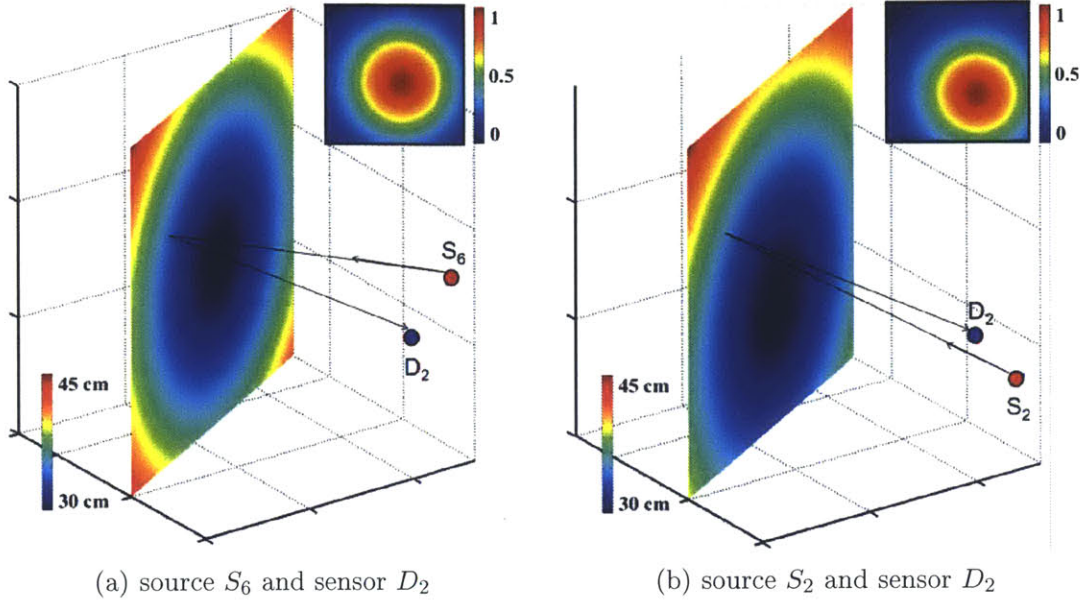 1
0.5
0
S6
D2
45 cm
30 cm
(a) source S6 and sensor D2
1
0.5
0
D2
S2
45 cm
30 cm
(b) source S2 and sensor D2